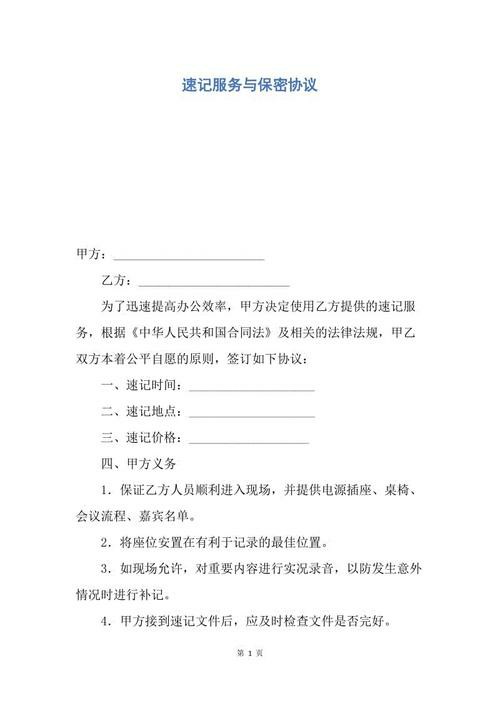 速记服务与保密协议
甲方：________________________
乙方：________________________
为了迅速提高办公效率，甲方决定使用乙方提供的速记服
务，根据《中华人民共和国合同法》及相关的法律法规，甲乙
双方本着公平自愿的原则，签订如下协议：
一、速记时间：____________________
二、速记地点：____________________
三、速记价格：___________________
四、甲方义务
1．保证乙方人员顺利进入现场，并提供电源插座、桌椅、
会议流程、嘉宾名单。
2．将座位安置在有利于记录的最佳位置。
3．如现场允许，对重要内容进行实况录音，以防发生意外
情况时进行补记。
4．甲方接到速记文件后，应及时检查文件是否完好。
第 1 页